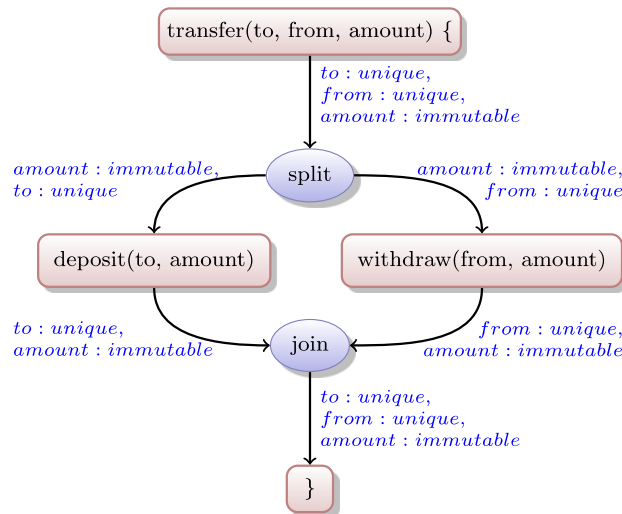 transfer(to, from, amount) {
to : unique,
from : unique,
amount : immutable
split
amount : immutable,
to : unique
amount : immutable,
from : unique
deposit(to, amount)
withdraw(from, amount)
to : unique,
amount : immutable
join
from : unique,
amount : immutable
to : unique,
from : unique,
amount : immutable
}